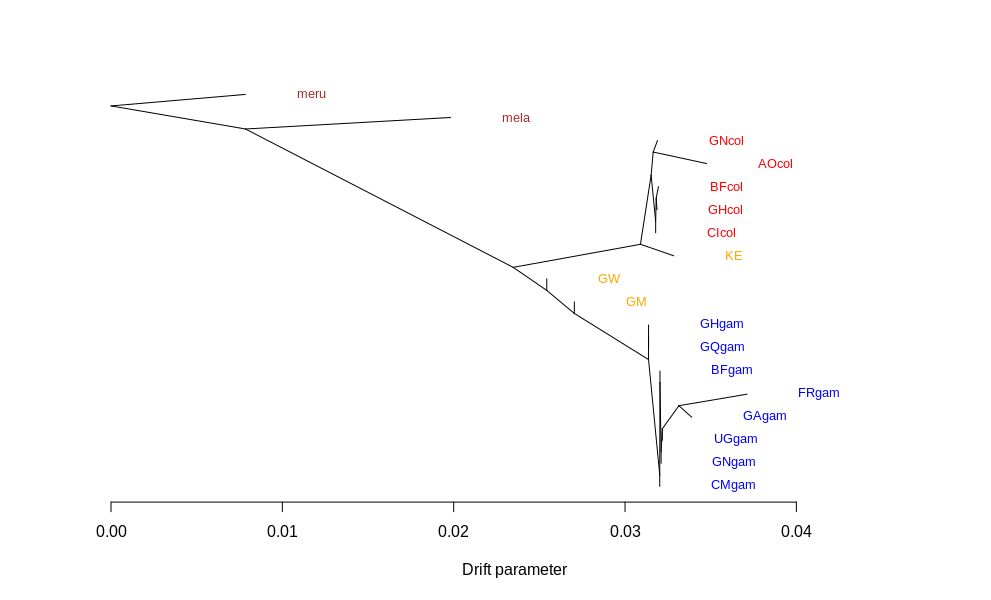 meru
mela
GNcol
AOcol
BFcol
GHcol
CIcol
KE
GW
GM
GHgam
GQgam
BFgam
FRgam
GAgam
UGgam
GNgam
CMgam
0.00 0.01 0.02 0.03 0.04
Drift parameter